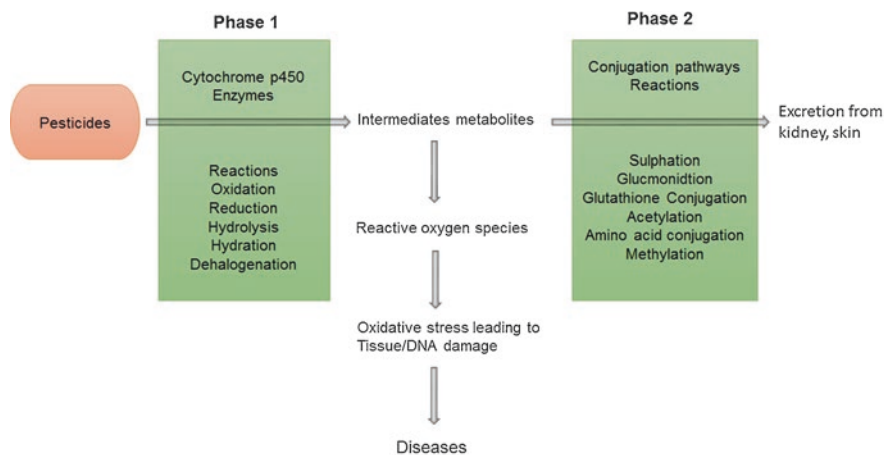 Phase 1
Phase 2
Pesticides
Cytochrome p450
Enzymes
Reactions
Oxidation
Reduction
Hydrolysis
Hydration
Dehalogenation
Intermediates metabolites
Reactive oxygen species
Oxidative stress leading to
Tissue/DNA damage
Diseases
Conjugation pathways
Reactions
Sulphation
Glucmonidtion
Glutathione Conjugation
Acetylation
Amino acid conjugation
Methylation
Excretion from
kidney, skin